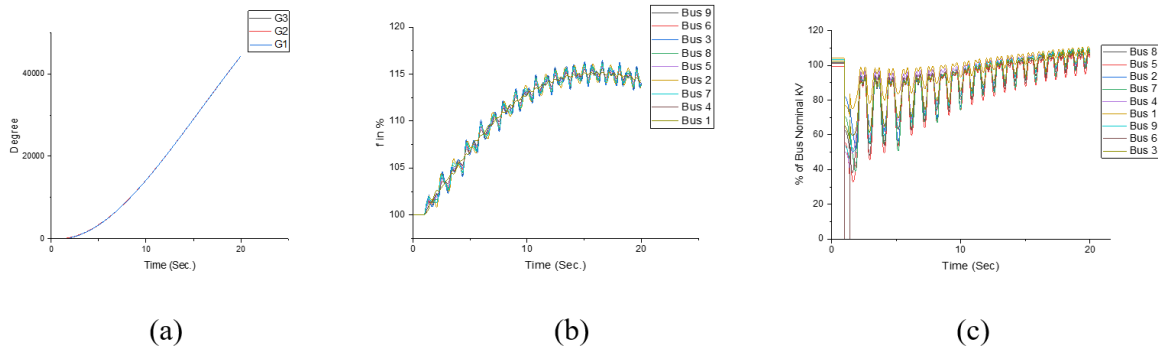 G3
G2
G1
40000
20000
0
Degree
0 10 20
Time (Sec.)
(a)
120
115
110
105
100
f in %
0 10 20
Time (Sec.)
Bus 9
Bus 6
Bus 3
Bus 8
Bus 5
Bus 2
Bus 7
Bus 4
Bus 1
(b)
120
100
80
60
40
20
0
% of Bus Nominal kV
0 10 20
Time (Sec)
Bus 8
Bus 5
Bus 2
Bus 7
Bus 4
Bus 1
Bus 9
Bus 6
Bus 3
(c)